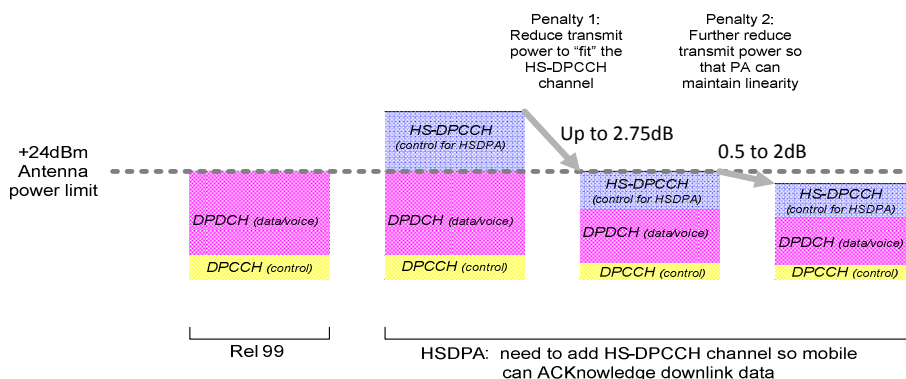 Penalty 1:
Reduce transmit
power to “fit” the
HS-DPCCH
channel
Penalty 2:
Further reduce
transmit power so
that PA can
maintain linearity
+24dBm
Antenna
power limit
Up to 2.75dB
0.5 to 2dB
DPDCH (data/voice)
DPCCH (control)
HS-DPCCH
(control for HSDPA)
DPDCH (data/voice)
DPCCH (control)
HS-DPCCH
(control for HSDPA)
DPDCH (data/voice)
DPCCH (control)
HS-DPCCH
(control for HSDPA)
DPDCH (data/voice)
DPCCH (control)
Rel 99
HSDPA: need to add HS-DPCCH channel so mobile
can ACKnowledge downlink data